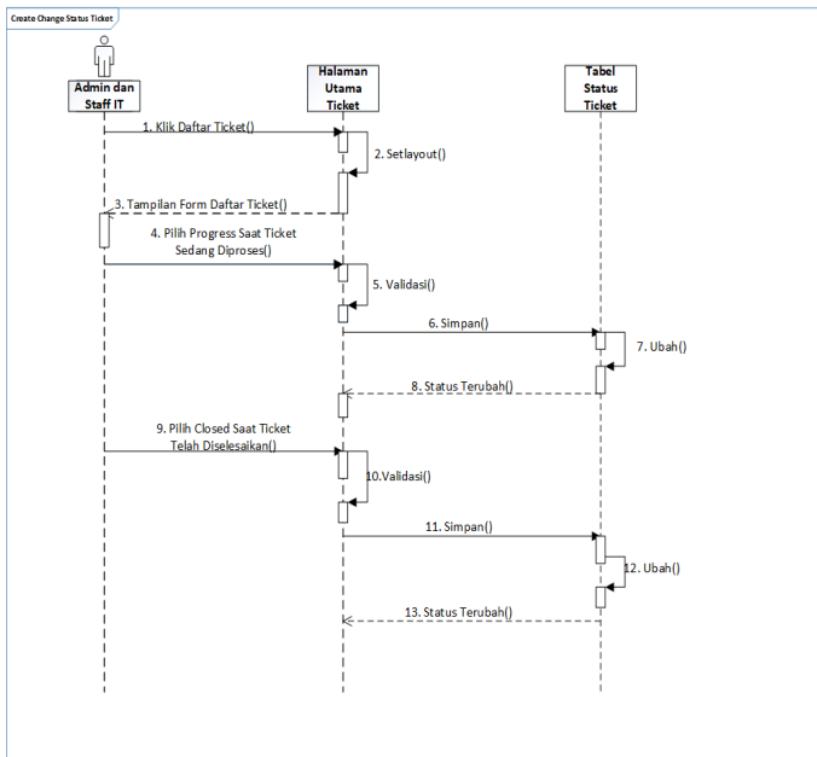 Create Change Status Ticket
Admin dan
Staff IT
Halaman
Utama
Ticket
Tabel
Status
Ticket
1. Klik Daftar Ticket()
2. Setlayout()
3. Tampilan Form Daftar Ticket()
4. Pilih Progress Saat Ticket
Sedang Diproses()
5. Validasi()
6. Simpan()
7. Ubah()
8. Status Terubah()
9. Pilih Closed Saat Ticket
Telah Diselesaikan()
10.Validasi()
11. Simpan()
12. Ubah()
13. Status Terubah()